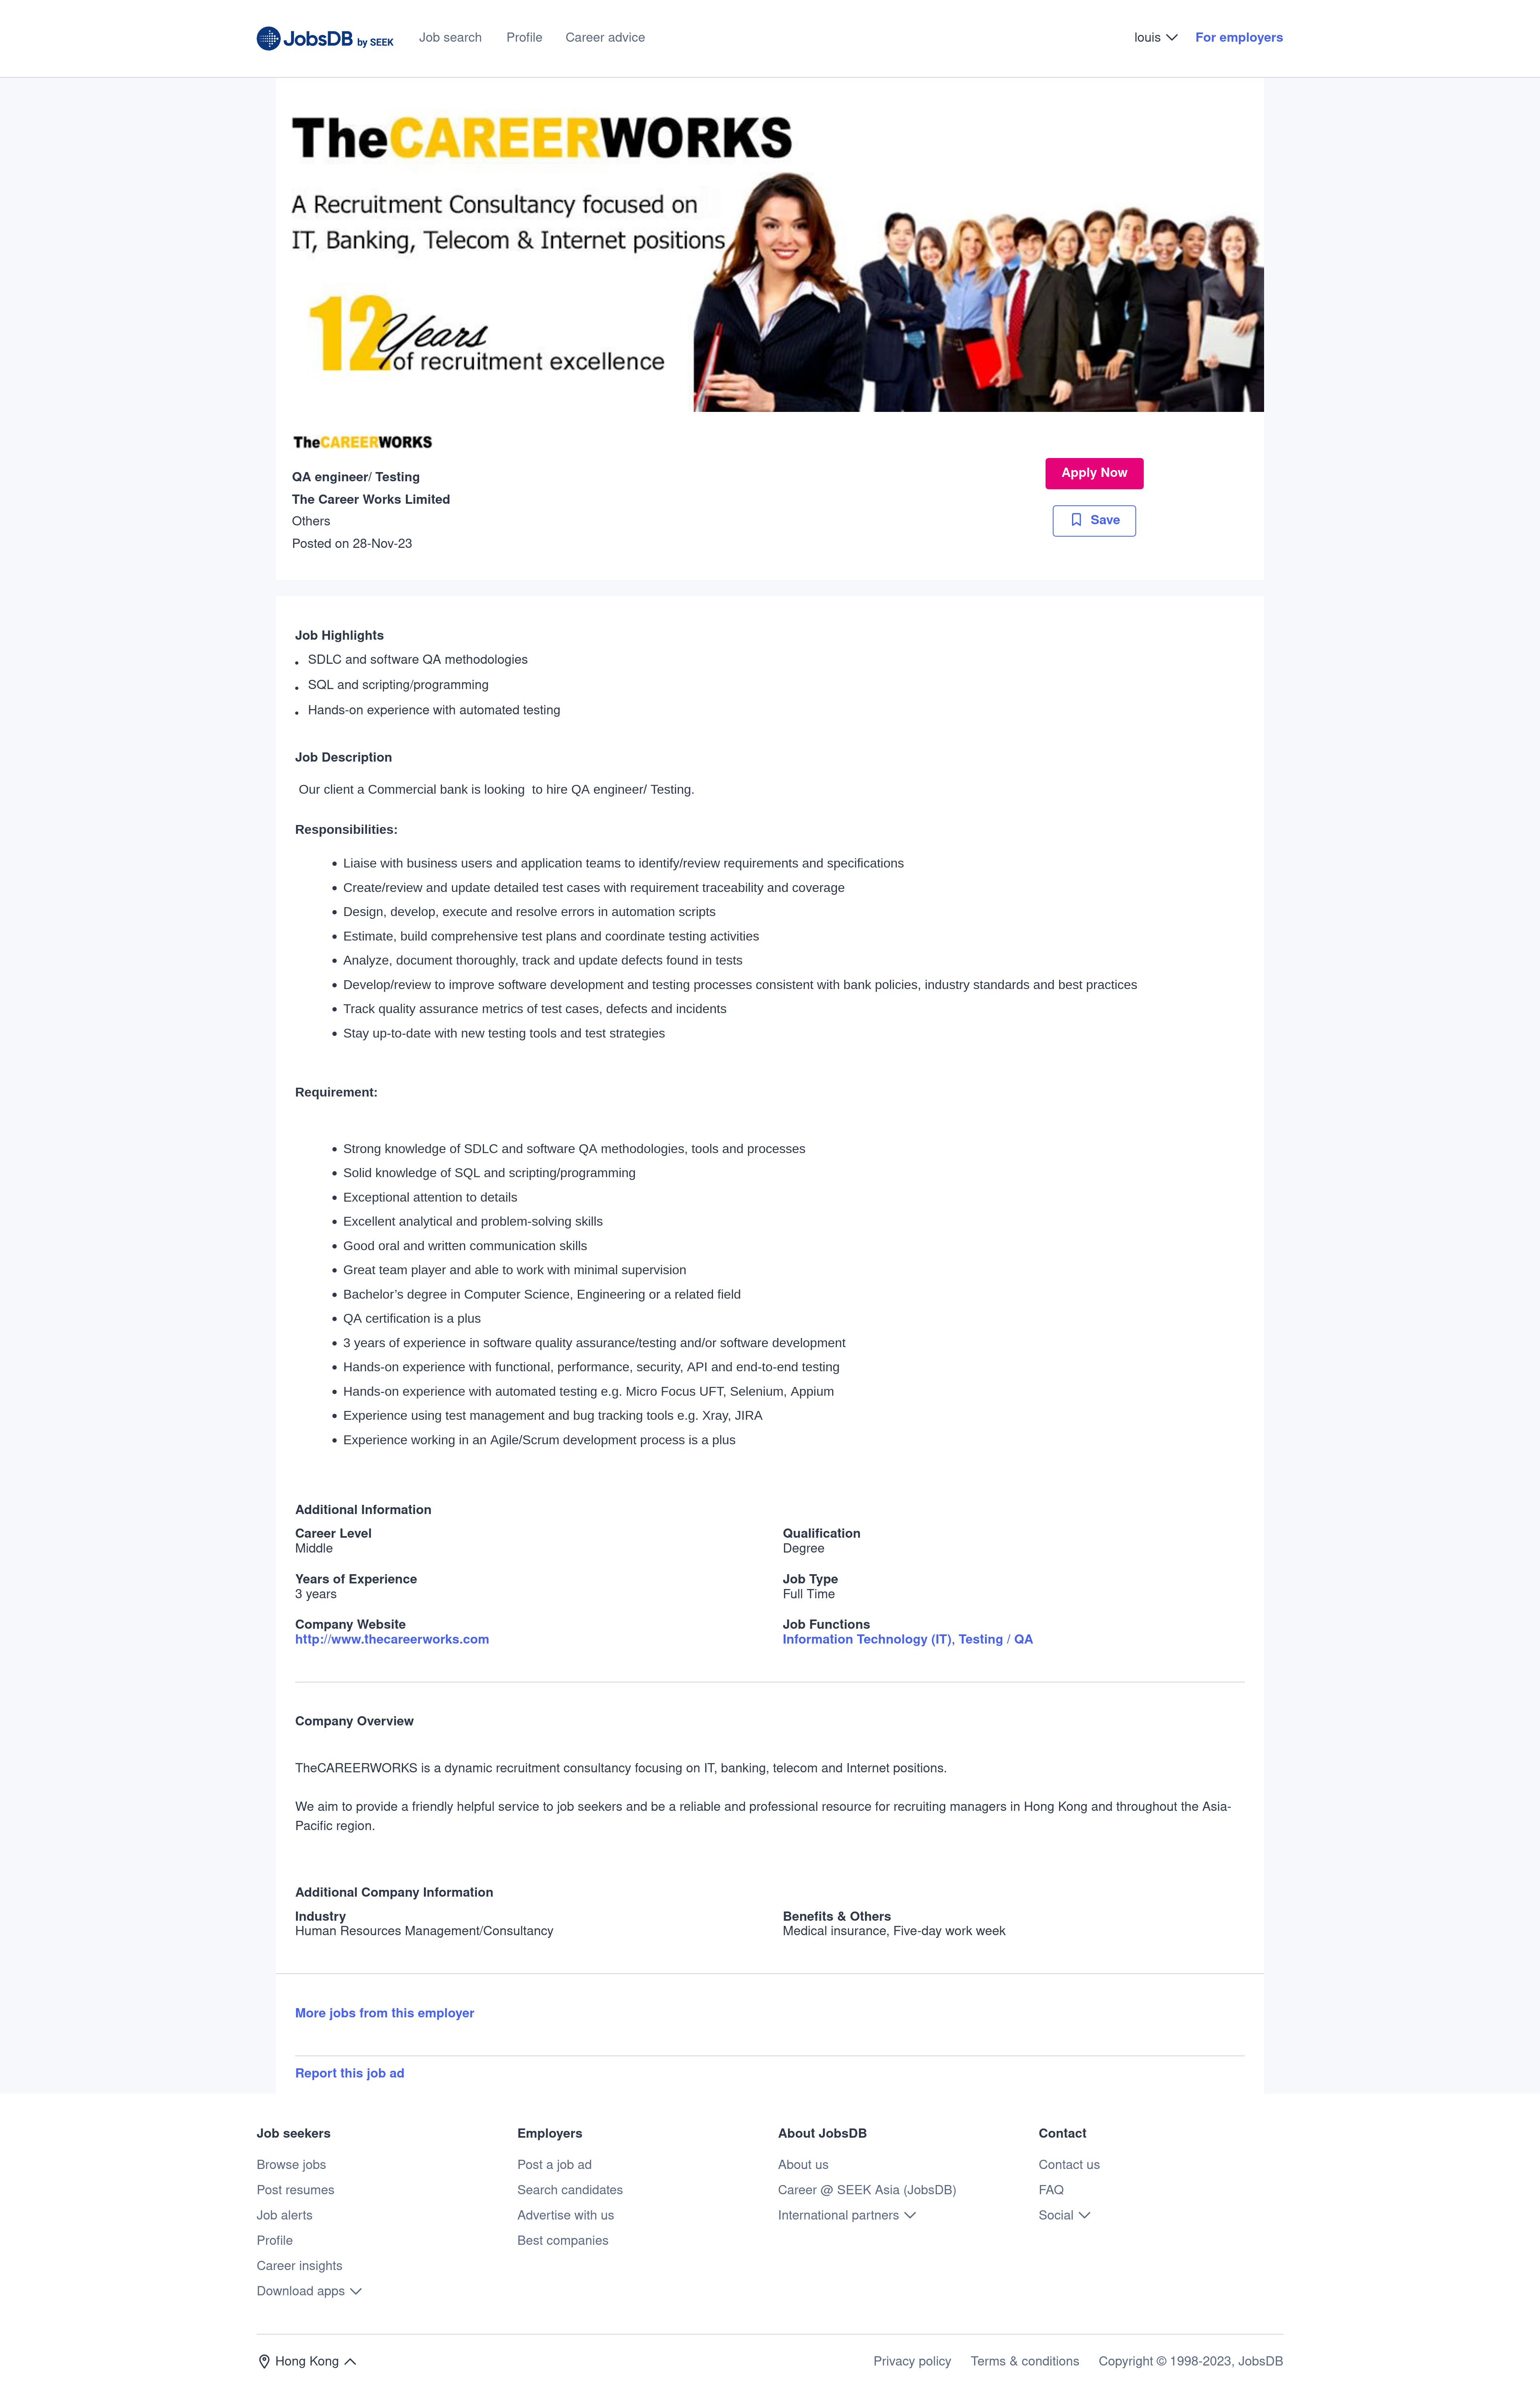 JobsDB by SEEK Job search Profile Career advice louis For employers
TheCAREERWORKS
A Recruitment Consultancy focused on
IT, Banking, Telecom & Internet positions
12 Years
of recruitment excellence
TheCAREERWORKS
QA engineer/ Testing
The Career Works Limited
Others
Posted on 28-Nov-23
Apply Now
Save
Job Highlights
SDLC and software QA methodologies
SQL and scripting/programming
Hands-on experience with automated testing
Job Description
Our client a Commercial bank is looking  to hire QA engineer/ Testing.
Responsibilities:
Liaise with business users and application teams to identify/review requirements and specifications
Create/review and update detailed test cases with requirement traceability and coverage
Design, develop, execute and resolve errors in automation scripts
Estimate, build comprehensive test plans and coordinate testing activities
Analyze, document thoroughly, track and update defects found in tests
Develop/review to improve software development and testing processes consistent with bank policies, industry standards and best practices
Track quality assurance metrics of test cases, defects and incidents
Stay up-to-date with new testing tools and test strategies
Requirement:
Strong knowledge of SDLC and software QA methodologies, tools and processes
Solid knowledge of SQL and scripting/programming
Exceptional attention to details
Excellent analytical and problem-solving skills
Good oral and written communication skills
Great team player and able to work with minimal supervision
Bachelor’s degree in Computer Science, Engineering or a related field
QA certification is a plus
3 years of experience in software quality assurance/testing and/or software development
Hands-on experience with functional, performance, security, API and end-to-end testing
Hands-on experience with automated testing e.g. Micro Focus UFT, Selenium, Appium
Experience using test management and bug tracking tools e.g. Xray, JIRA
Experience working in an Agile/Scrum development process is a plus
Additional Information
Career Level
Middle
Qualification
Degree
Years of Experience
3 years
Job Type
Full Time
Company Website
http://www.thecareerworks.com
Job Functions
Information Technology (IT), Testing / QA
Company Overview
TheCAREERWORKS is a dynamic recruitment consultancy focusing on IT, banking, telecom and Internet positions.
We aim to provide a friendly helpful service to job seekers and be a reliable and professional resource for recruiting managers in Hong Kong and throughout the Asia-
Pacific region.
Additional Company Information
Industry
Human Resources Management/Consultancy
Benefits & Others
Medical insurance, Five-day work week
More jobs from this employer
Report this job ad
Job seekers
Browse jobs
Post resumes
Job alerts
Profile
Career insights
Download apps
Employers
Post a job ad
Search candidates
Advertise with us
Best companies
About JobsDB
About us
Career @ SEEK Asia (JobsDB)
International partners
Contact
Contact us
FAQ
Social
Hong Kong
Privacy policy Terms & conditions Copyright © 1998-2023, JobsDB